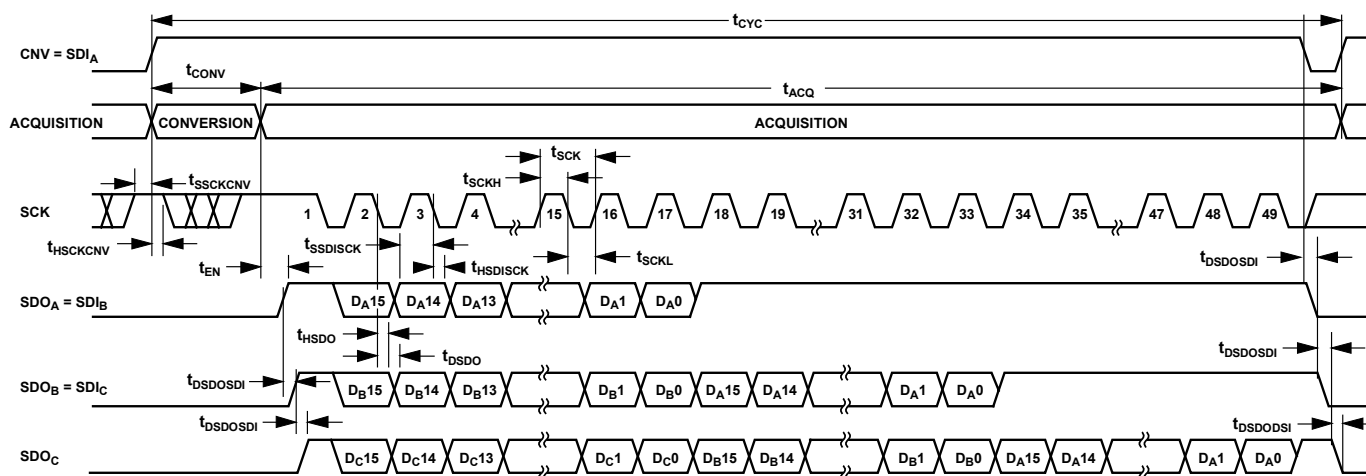 tCYC
CNV = SDIA
tCONV
tACQ
ACQUISITION CONVERSION ACQUISITION
tSCK
tSSCKCNV
tSCKH
SCK
1 2 3 4 15 16 17 18 19 31 32 33 34 35 47 48 49
tHSCKCNV
tSSDISCK
tEN
tHSDISCK
tSCKL
tDSDOSDI
SDOA = SDIB
DA15 DA14 DA13 DA1 DA0
tHSDO
tDSDO
tDSDOSDI
tDSDOSDI
SDOB = SDIC
DB15 DB14 DB13 DB1 DB0 DA15 DA14 DA1 DA0
tDSDOSDI
tDSDODSI
SDOC
DC15 DC14 DC13 DC1 DC0 DB15 DB14 DB1 DB0 DA15 DA14 DA1 DA0